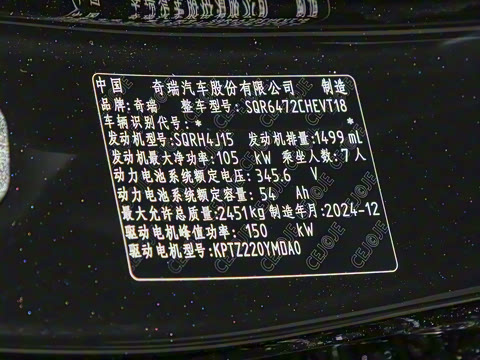 中国 奇瑞汽车股份有限公司 制造
品牌:奇瑞 整车型号:SQR6472CHEVT18
车辆识别代号:* *
发动机型号:SQRH4J15 发动机排量:1499 mL
发动机最大净功率:105 kW 乘坐人数:7 人
动力电池系统额定电压:345.6 V
动力电池系统额定容量:54 Ah
最大允许总质量:2451kg 制造年月:2024-12
驱动电机峰值功率:150 kW
驱动电机型号:KPTZ220YMDA0